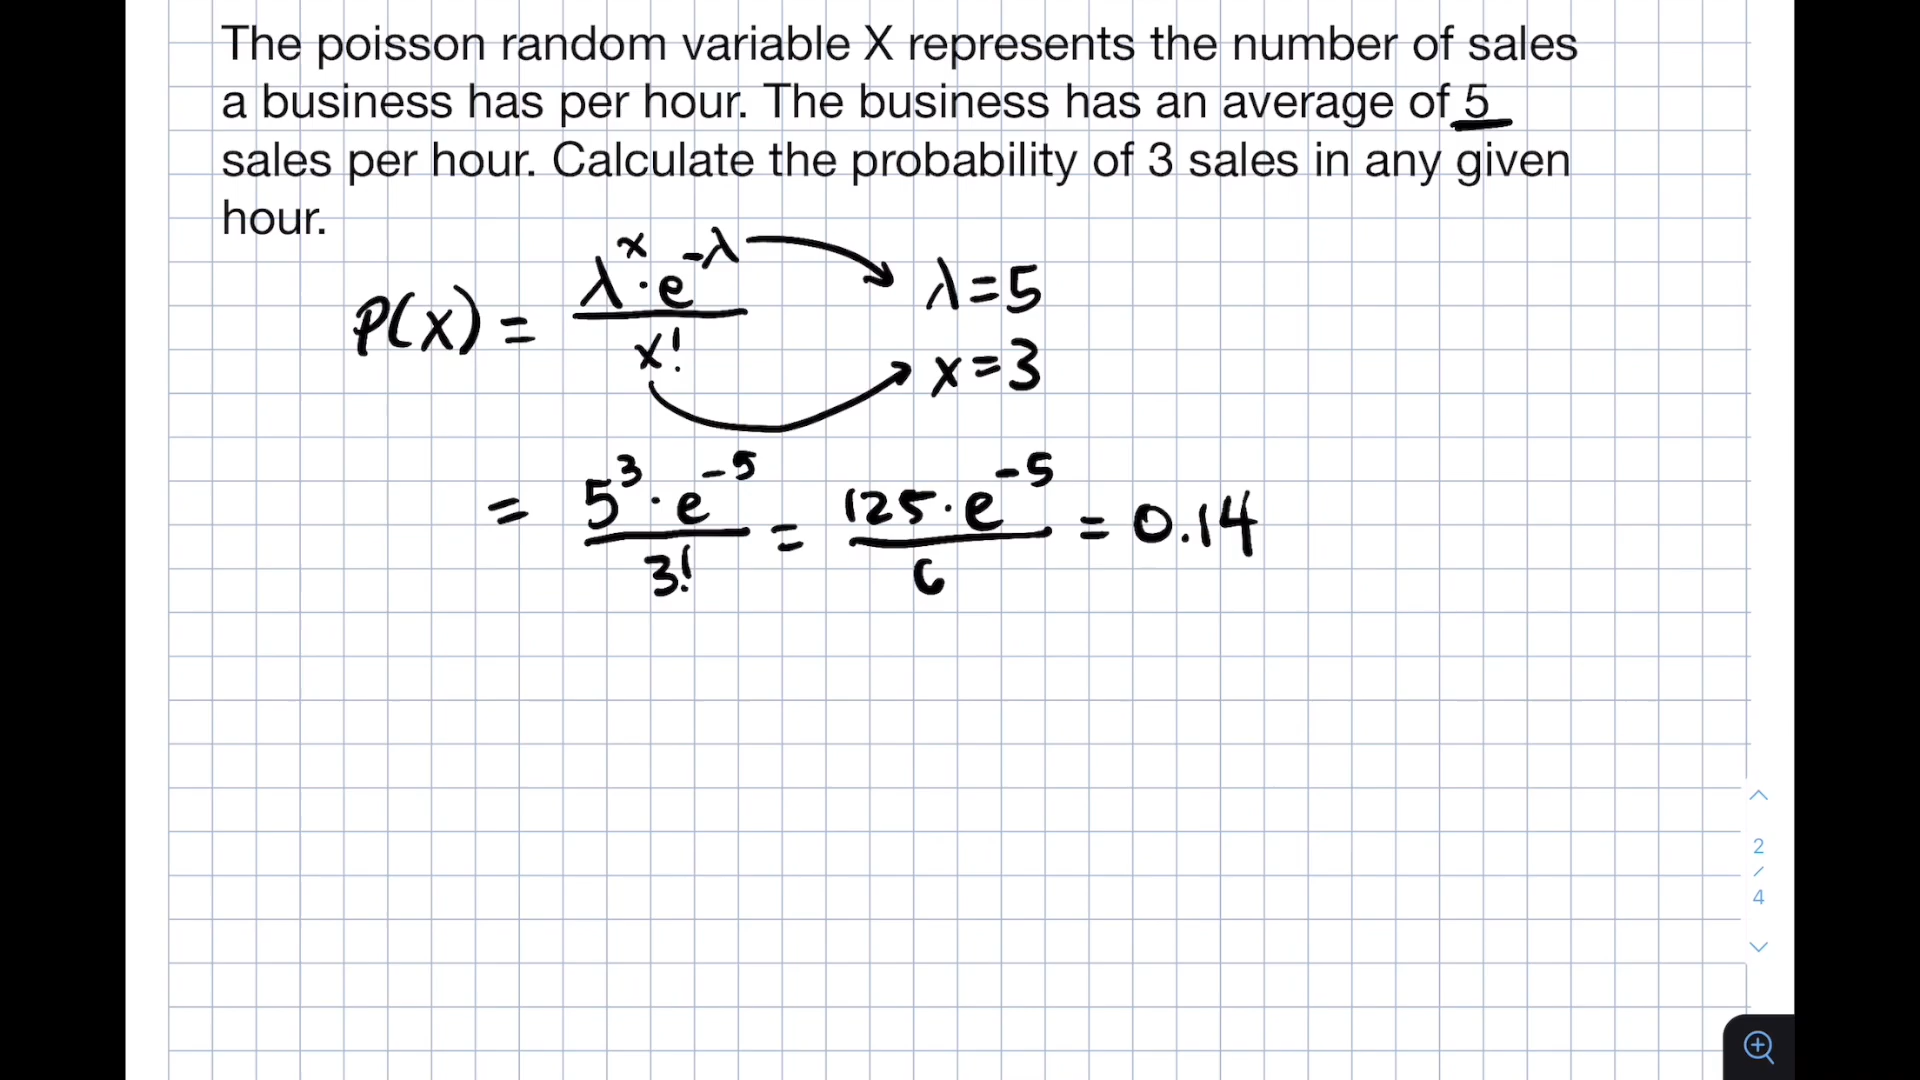 The poisson random variable X represents the number of sales
a business has per hour. The business has an average of 5
sales per hour. Calculate the probability of 3 sales in any given
hour.
P(X) = λ^x · e^-λ / x!
λ = 5
x = 3
= 5^3 · e^-5 / 3! = 125 · e^-5 / 6 = 0.14
2
/
4